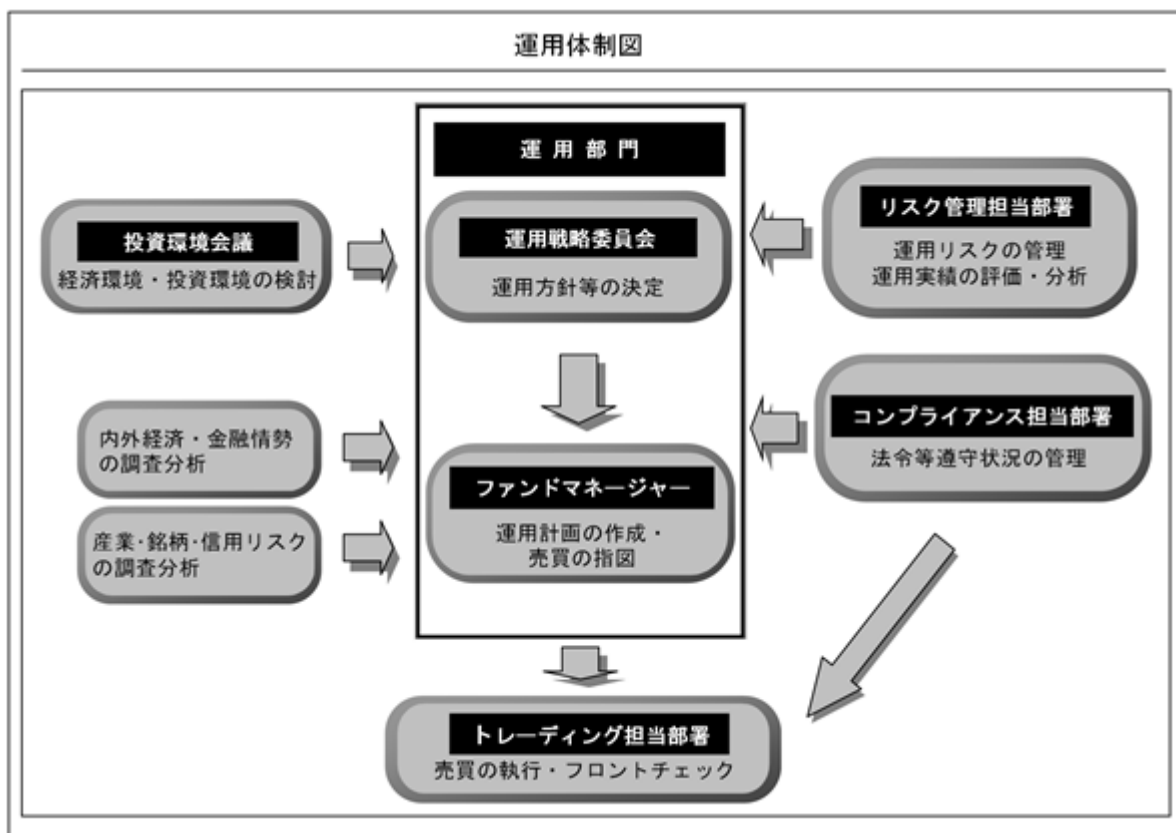 運用体制図
運用部門
投資環境会議
経済環境・投資環境の検討
運用戦略委員会
運用方針等の決定
リスク管理担当部署
運用リスクの管理
運用実績の評価・分析
内外経済・金融情勢
の調査分析
産業・銘柄・信用リスク
の調査分析
ファンドマネージャー
運用計画の作成・
売買の指図
コンプライアンス担当部署
法令等遵守状況の管理
トレーディング担当部署
売買の執行・フロントチェック